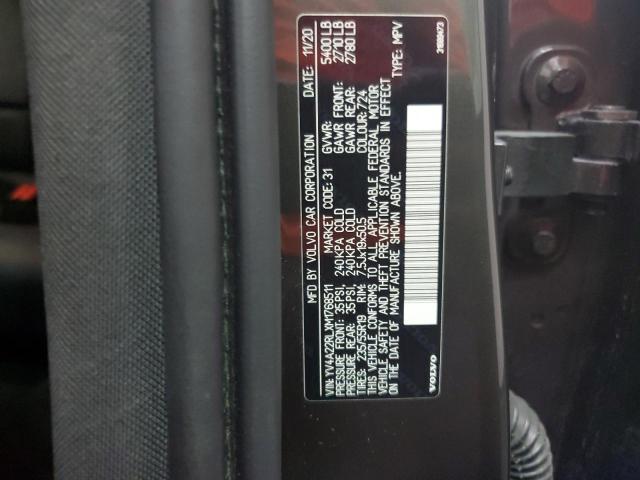 MFD BY VOLVO CAR CORPORATION DATE: 11/20
VIN: YV4A22RLXM1768511 MARKET CODE: 31 GVWR: 5400 LB
PRESSURE FRONT: 35PSI, 240KPA COLD GAWR FRONT: 2710 LB
PRESSURE REAR: 35PSI, 240KPA COLD GAWR REAR: 2780 LB
TIRES: 235/55R19 RIM: 7,5Jx19x50,5 COLOUR: 724
THIS VEHICLE CONFORMS TO ALL APPLICABLE FEDERAL MOTOR
VEHICLE SAFETY AND THEFT PREVENTION STANDARDS IN EFFECT
ON THE DATE OF MANUFACTURE SHOWN ABOVE. TYPE: MPV
VOLVO